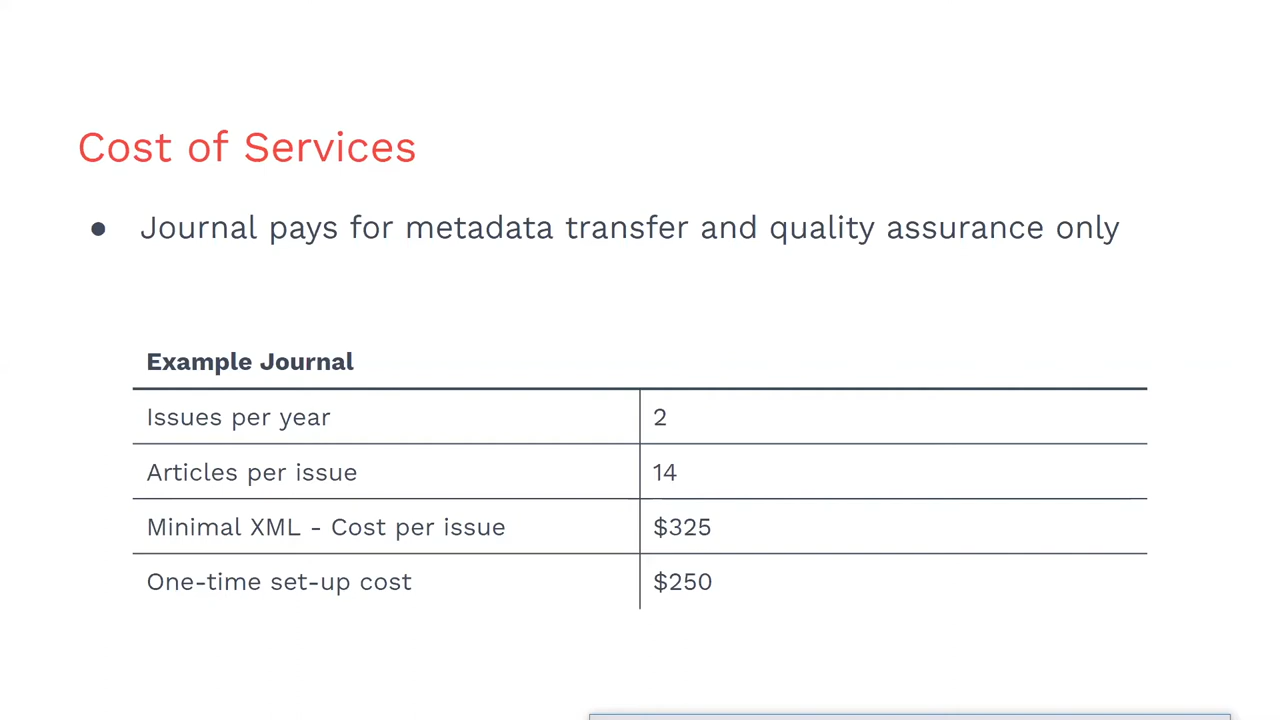 Cost of Services
● Journal pays for metadata transfer and quality assurance only
Example Journal
Issues per year 2
Articles per issue 14
Minimal XML - Cost per issue $325
One-time set-up cost $250